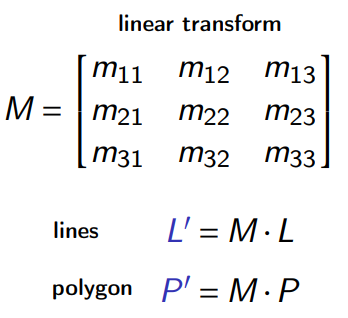 linear transform
M = [ m₁₁ m₁₂ m₁₃
m₂₁ m₂₂ m₂₃
m₃₁ m₃₂ m₃₃ ]
lines L′ = M · L
polygon P′ = M · P